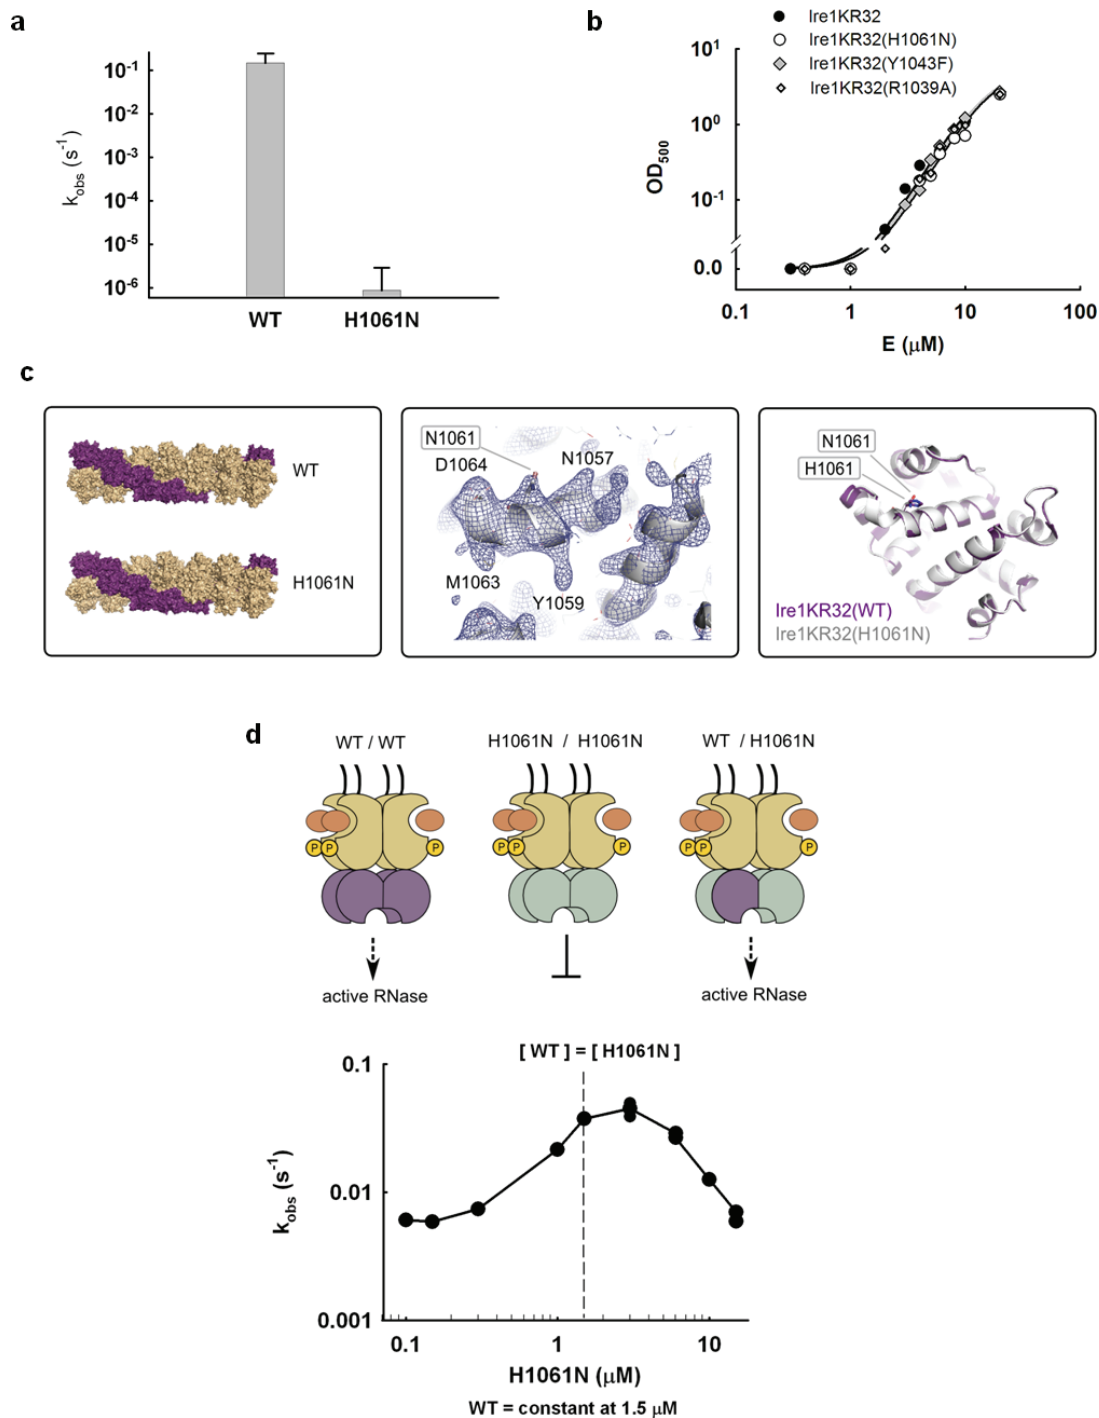 a
10⁻¹
10⁻²
10⁻³
10⁻⁴
10⁻⁵
10⁻⁶
k_obs (s⁻¹)
WT H1061N
b
Ire1KR32
Ire1KR32(H1061N)
Ire1KR32(Y1043F)
Ire1KR32(R1039A)
10¹
10⁰
10⁻¹
0.0
OD₅₀₀
0.1 1 10 100
E (μM)
c
WT
H1061N
N1061
D1064
N1057
M1063
Y1059
N1061
H1061
Ire1KR32(WT)
Ire1KR32(H1061N)
d
WT / WT
H1061N / H1061N
WT / H1061N
P P P
P P P
P P P
active RNase
active RNase
[ WT ] = [ H1061N ]
0.1
0.01
0.001
k_obs (s⁻¹)
0.1 1 10
H1061N (μM)
WT = constant at 1.5 μM